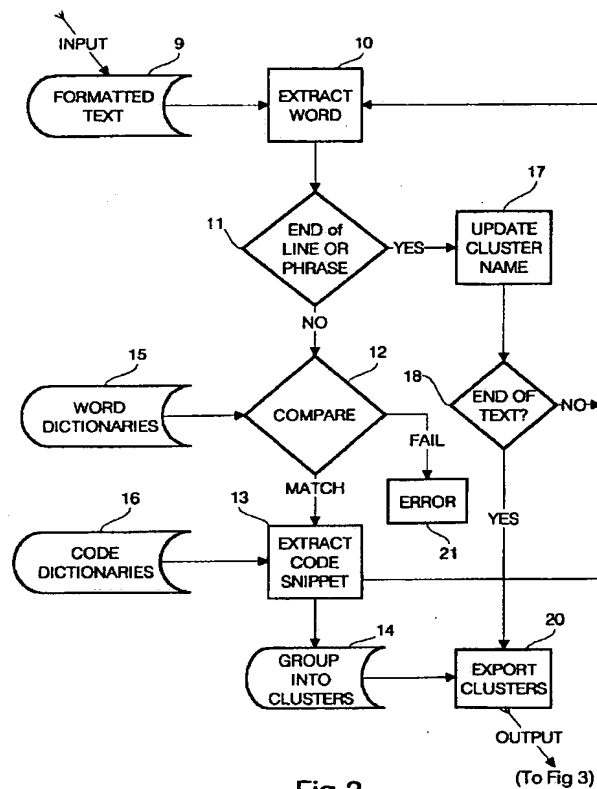 INPUT
9
FORMATTED
TEXT
10
EXTRACT
WORD
11
END of
LINE OR
PHRASE
YES
17
UPDATE
CLUSTER
NAME
NO
15
WORD
DICTIONARIES
12
COMPARE
18
END OF
TEXT?
NO
FAIL
MATCH
ERROR
21
YES
16
CODE
DICTIONARIES
13
EXTRACT
CODE
SNIPPET
14
GROUP
INTO
CLUSTERS
20
EXPORT
CLUSTERS
OUTPUT
(To Fig 3)